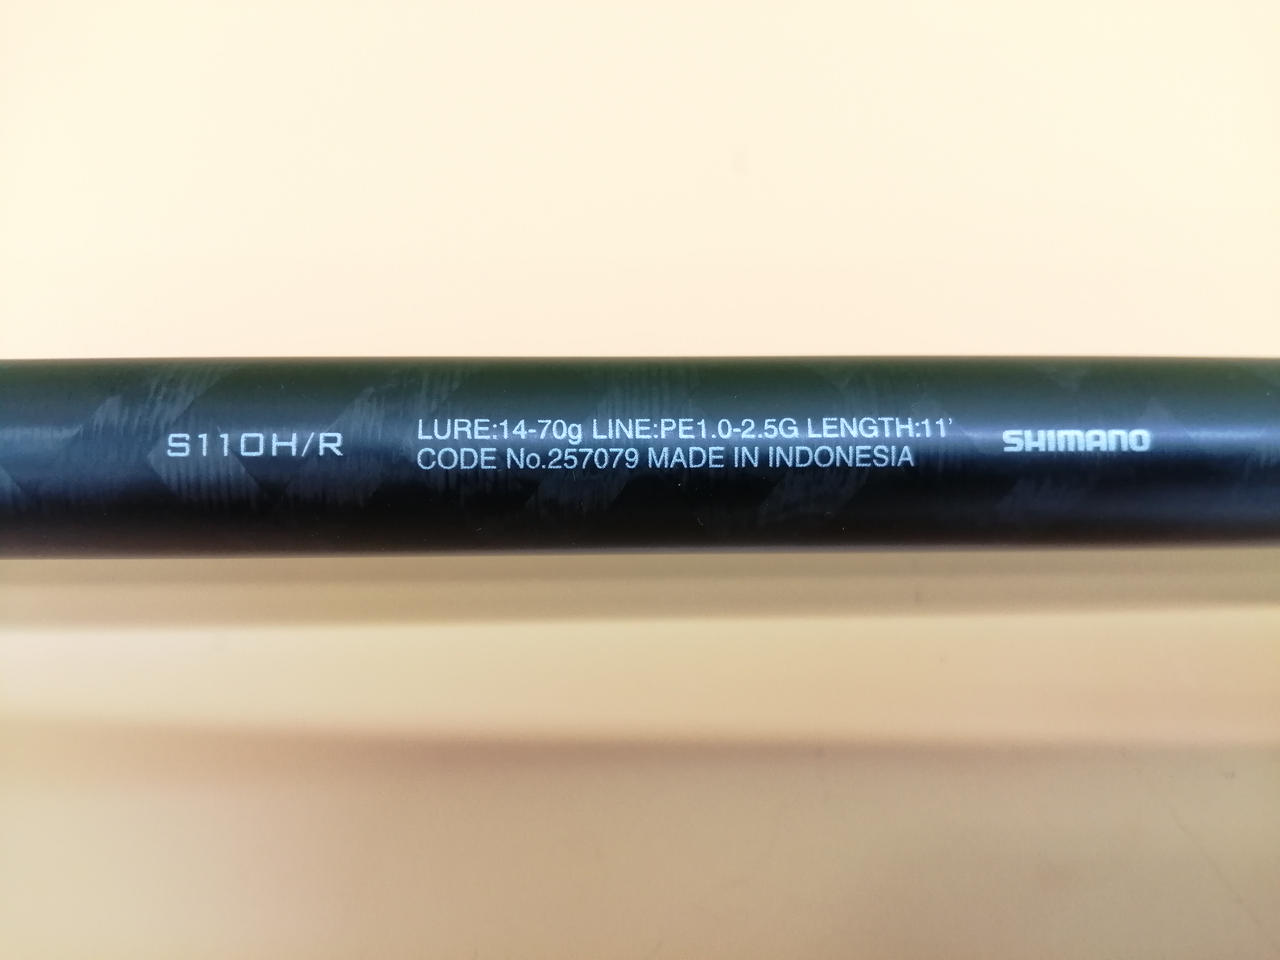 S110H/R
LURE:14-70g LINE:PE1.0-2.5G LENGTH:11'
CODE No.257079 MADE IN INDONESIA
SHIMANO